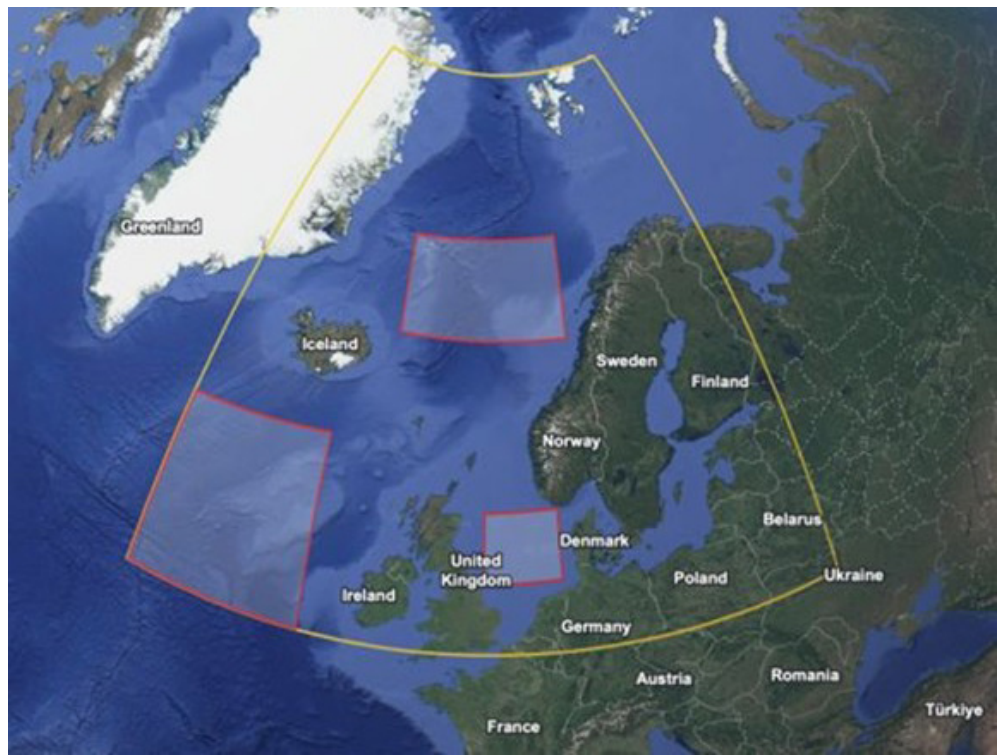 Greenland
Iceland
Sweden
Finland
Norway
Belarus
Denmark
United
Kingdom
Poland
Ukraine
Ireland
Germany
Austria
Romania
Türkiye
France